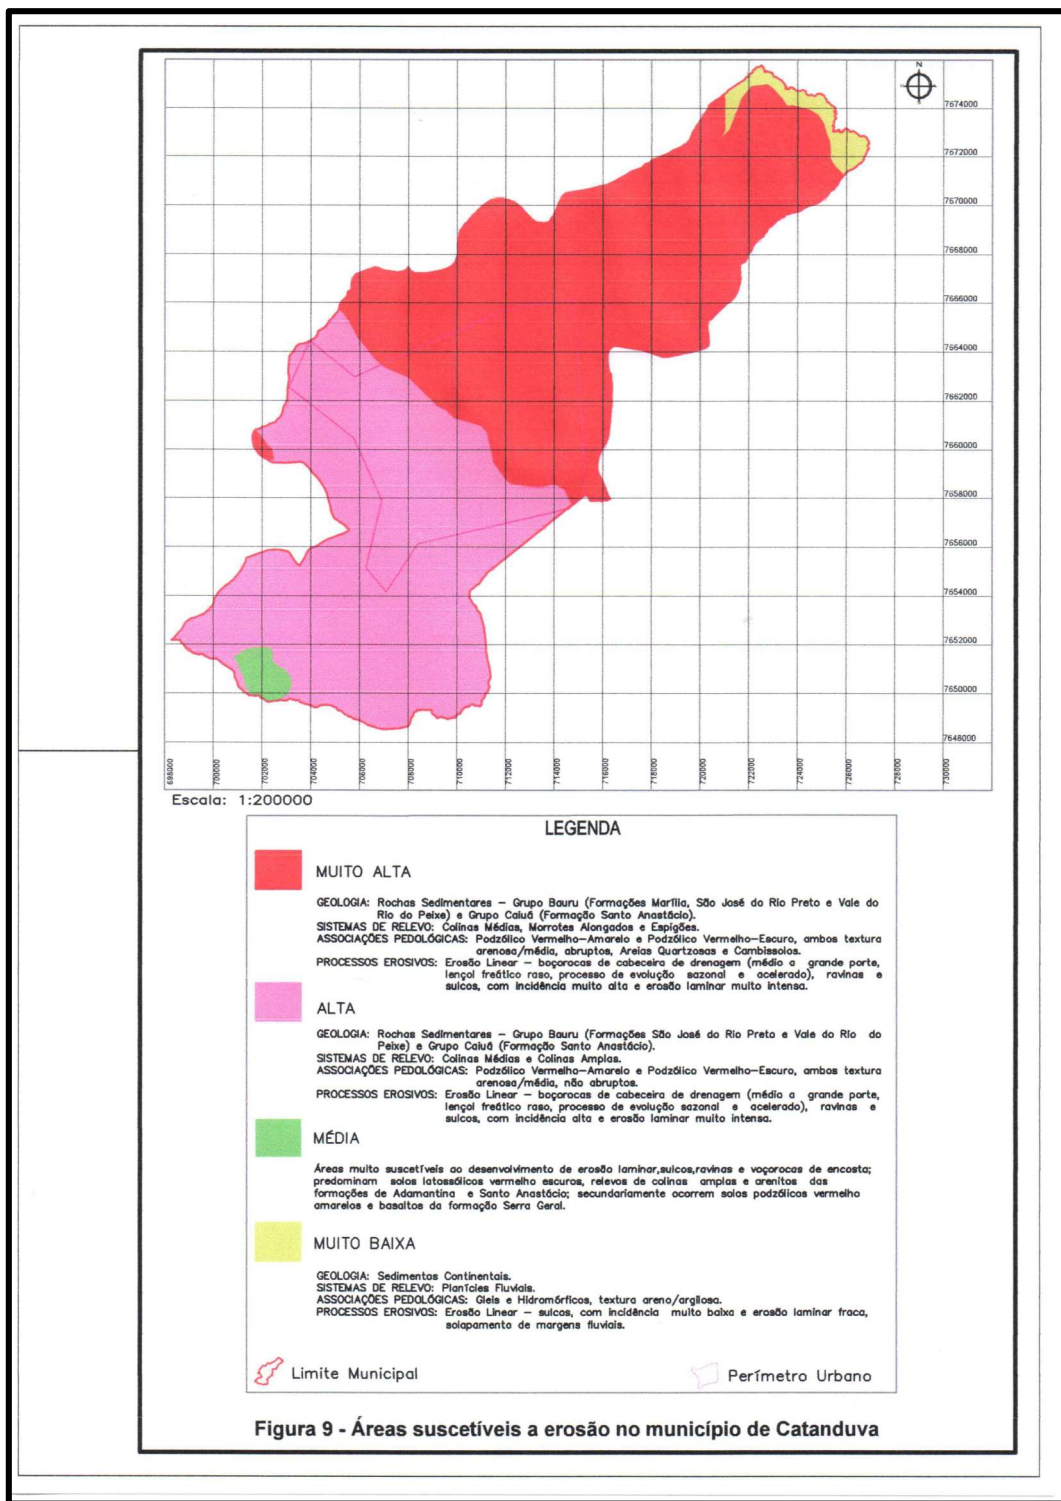 N
7674000
7672000
7670000
7668000
7666000
7664000
7662000
7660000
7658000
7656000
7654000
7652000
7650000
7648000
698000
700000
702000
704000
706000
708000
710000
712000
714000
716000
718000
720000
722000
724000
726000
728000
730000
Escala: 1:200000
LEGENDA
MUITO ALTA
GEOLOGIA: Rochas Sedimentares – Grupo Bauru (Formações Marília, São José do Rio Preto e Vale do
Rio do Peixe) e Grupo Caiuá (Formação Santo Anastácio).
SISTEMAS DE RELEVO: Colinas Médias, Morrotes Alongados e Espigões.
ASSOCIAÇÕES PEDOLÓGICAS: Podzólico Vermelho-Amarelo e Podzólico Vermelho-Escuro, ambos textura
arenosa/média, abruptos, Areias Quartzosas e Cambissolos.
PROCESSOS EROSIVOS: Erosão Linear – boçorocas de cabeceira de drenagem (médio a grande porte,
lençol freático raso, processo de evolução sazonal e acelerado), ravinas e
sulcos, com incidência muito alta e erosão laminar muito intensa.
ALTA
GEOLOGIA: Rochas Sedimentares – Grupo Bauru (Formações São José do Rio Preto e Vale do Rio do
Peixe) e Grupo Caiuá (Formação Santo Anastácio).
SISTEMAS DE RELEVO: Colinas Médias e Colinas Amplas.
ASSOCIAÇÕES PEDOLÓGICAS: Podzólico Vermelho-Amarelo e Podzólico Vermelho-Escuro, ambos textura
arenosa/média, não abruptos.
PROCESSOS EROSIVOS: Erosão Linear – boçorocas de cabeceira de drenagem (médio a grande porte,
lençol freático raso, processo de evolução sazonal e acelerado), ravinas e
sulcos, com incidência alta e erosão laminar muito intensa.
MÉDIA
Áreas muito suscetíveis ao desenvolvimento de erosão laminar,sulcos,ravinas e voçorocas de encosta;
predominam solos latossólicos vermelho escuros, relevos de colinas amplas e arenitos das
formações de Adamantina e Santo Anastácio; secundariamente ocorrem solos podzólicos vermelho
amarelos e basaltos da formação Serra Geral.
MUITO BAIXA
GEOLOGIA: Sedimentos Continentais.
SISTEMAS DE RELEVO: Planícies Fluviais.
ASSOCIAÇÕES PEDOLÓGICAS: Gleis e Hidromórficos, textura areno/argilosa.
PROCESSOS EROSIVOS: Erosão Linear – sulcos, com incidência muito baixa e erosão laminar fraca,
solapamento de margens fluviais.
Limite Municipal
Perímetro Urbano
Figura 9 - Áreas suscetíveis a erosão no município de Catanduva